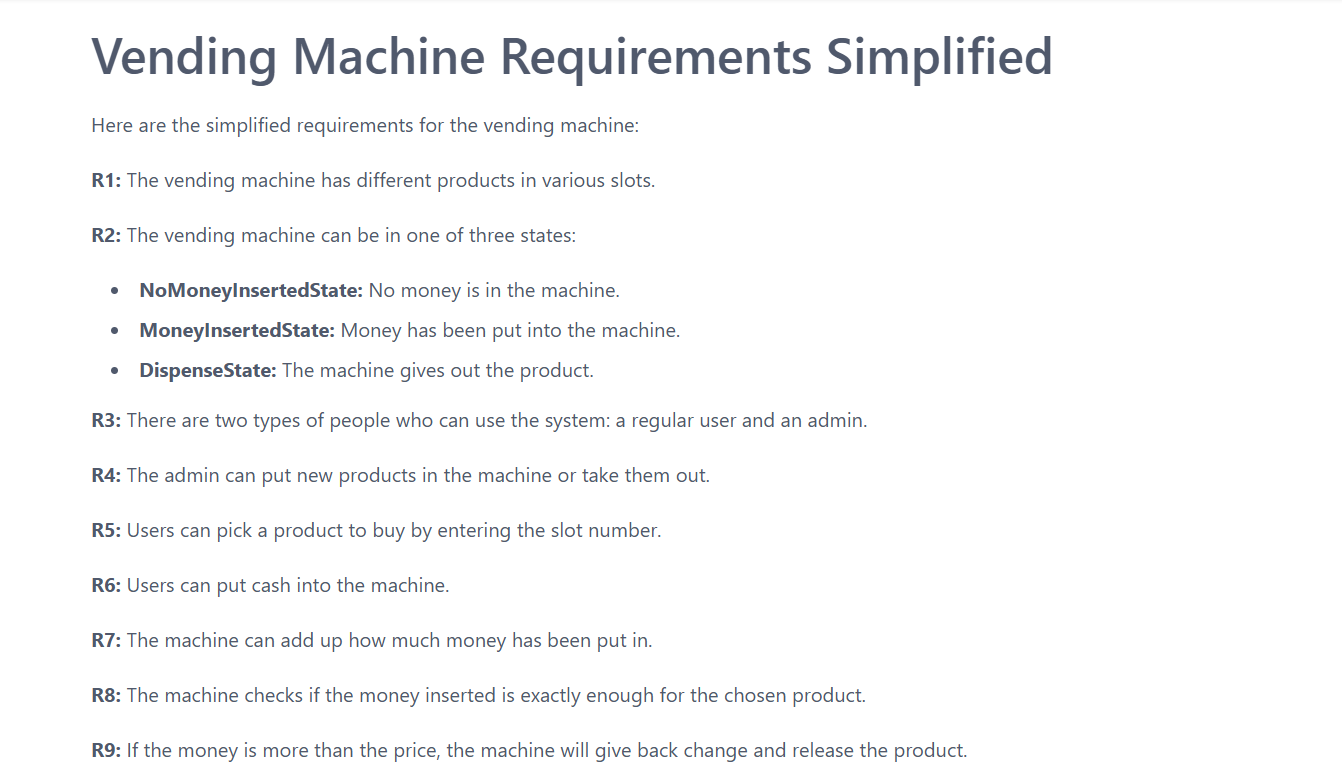 Vending Machine Requirements Simplified
Here are the simplified requirements for the vending machine:
R1: The vending machine has different products in various slots.
R2: The vending machine can be in one of three states:
• NoMoneyInsertedState: No money is in the machine.
• MoneyInsertedState: Money has been put into the machine.
• DispenseState: The machine gives out the product.
R3: There are two types of people who can use the system: a regular user and an admin.
R4: The admin can put new products in the machine or take them out.
R5: Users can pick a product to buy by entering the slot number.
R6: Users can put cash into the machine.
R7: The machine can add up how much money has been put in.
R8: The machine checks if the money inserted is exactly enough for the chosen product.
R9: If the money is more than the price, the machine will give back change and release the product.